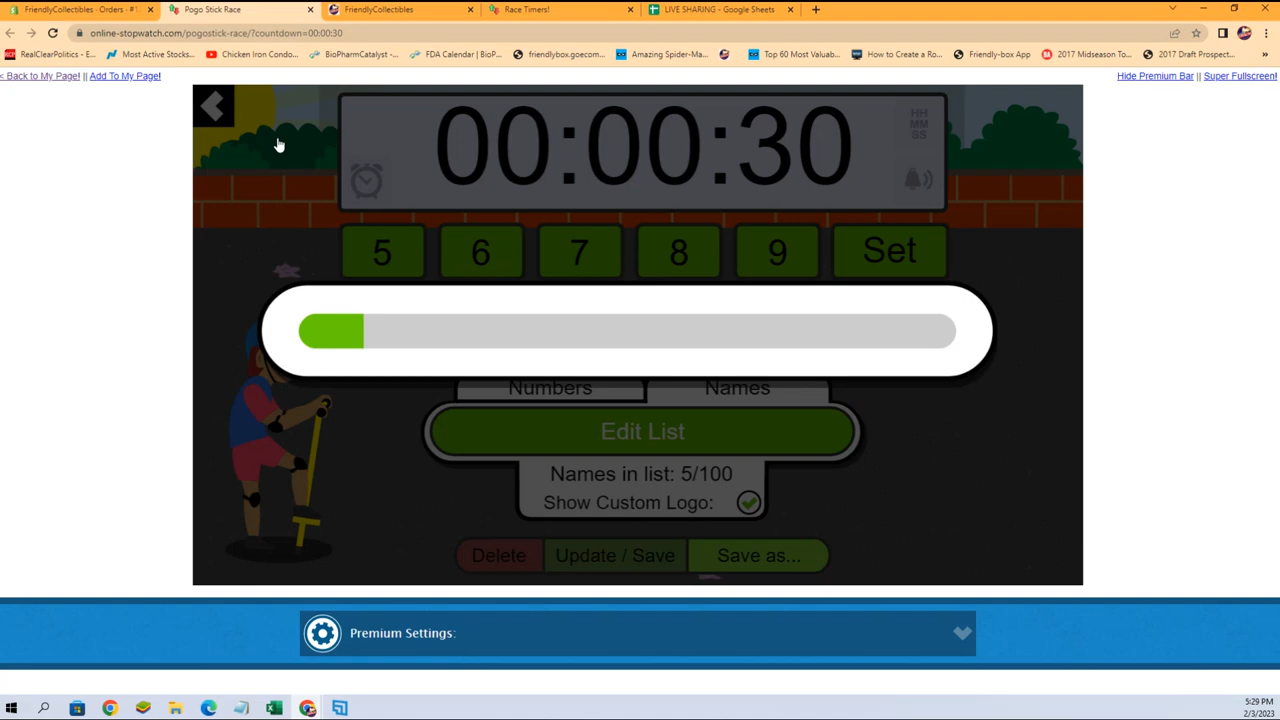 FriendlyCollectibles · Orders · #1
Pogo Stick Race
FriendlyCollectibles
Race Timers!
LIVE SHARING - Google Sheets
online-stopwatch.com/pogostick-race/?countdown=00:00:30
RealClearPolitics - E...
Most Active Stocks...
Chicken Iron Condo...
BioPharmCatalyst -...
FDA Calendar | BioP...
friendlybox.goecom...
Amazing Spider-Ma...
Top 60 Most Valuab...
How to Create a Ro...
Friendly-box App
2017 Midseason To...
2017 Draft Prospect...
< Back to My Page! || Add To My Page!
Hide Premium Bar || Super Fullscreen!
00:00:30
HH
MM
SS
5 6 7 8 9 Set
Numbers Names
Edit List
Names in list: 5/100
Show Custom Logo:
Delete Update / Save Save as...
Premium Settings:
5:29 PM
2/3/2023